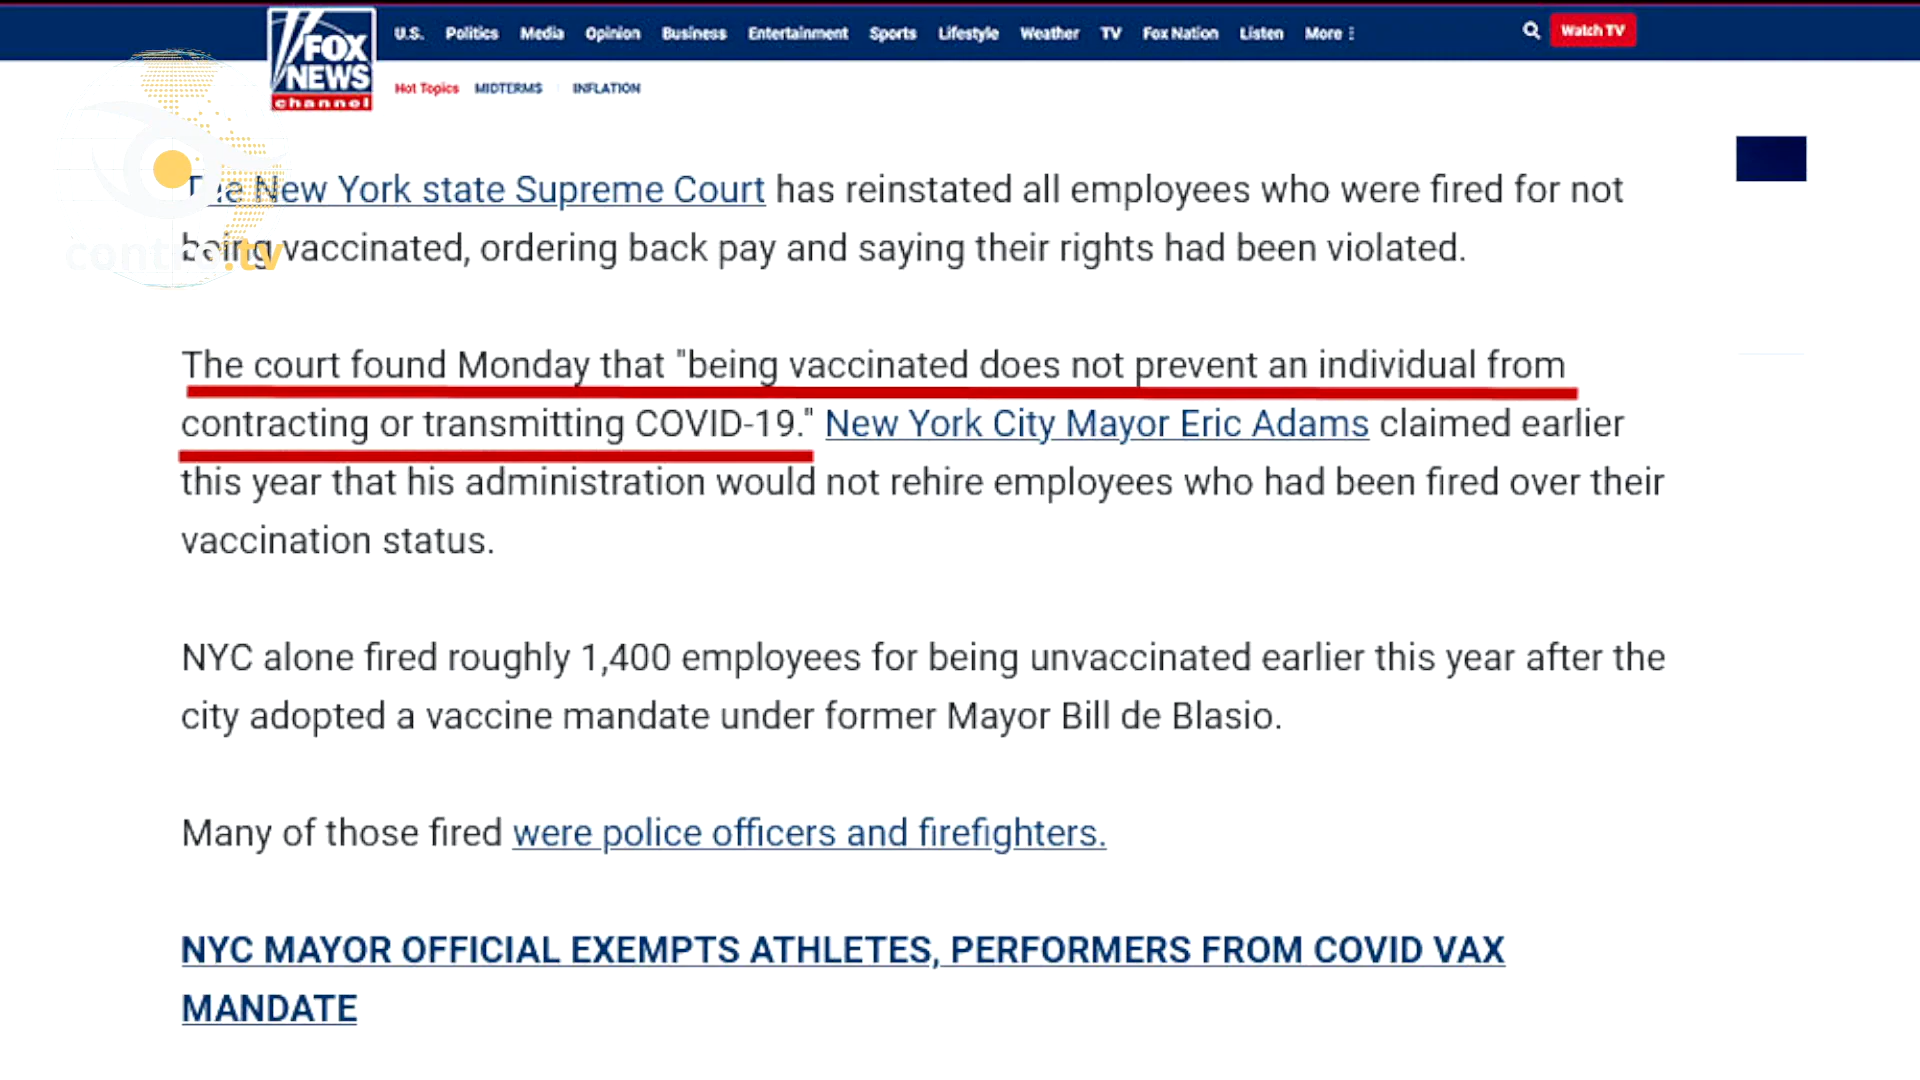 FOX
NEWS
channel
U.S. Politics Media Opinion Business Entertainment Sports Lifestyle Weather TV Fox Nation Listen More Watch TV
Hot Topics MIDTERMS INFLATION
The New York state Supreme Court has reinstated all employees who were fired for not
being vaccinated, ordering back pay and saying their rights had been violated.
contra.tv
The court found Monday that "being vaccinated does not prevent an individual from
contracting or transmitting COVID-19." New York City Mayor Eric Adams claimed earlier
this year that his administration would not rehire employees who had been fired over their
vaccination status.
NYC alone fired roughly 1,400 employees for being unvaccinated earlier this year after the
city adopted a vaccine mandate under former Mayor Bill de Blasio.
Many of those fired were police officers and firefighters.
NYC MAYOR OFFICIAL EXEMPTS ATHLETES, PERFORMERS FROM COVID VAX
MANDATE